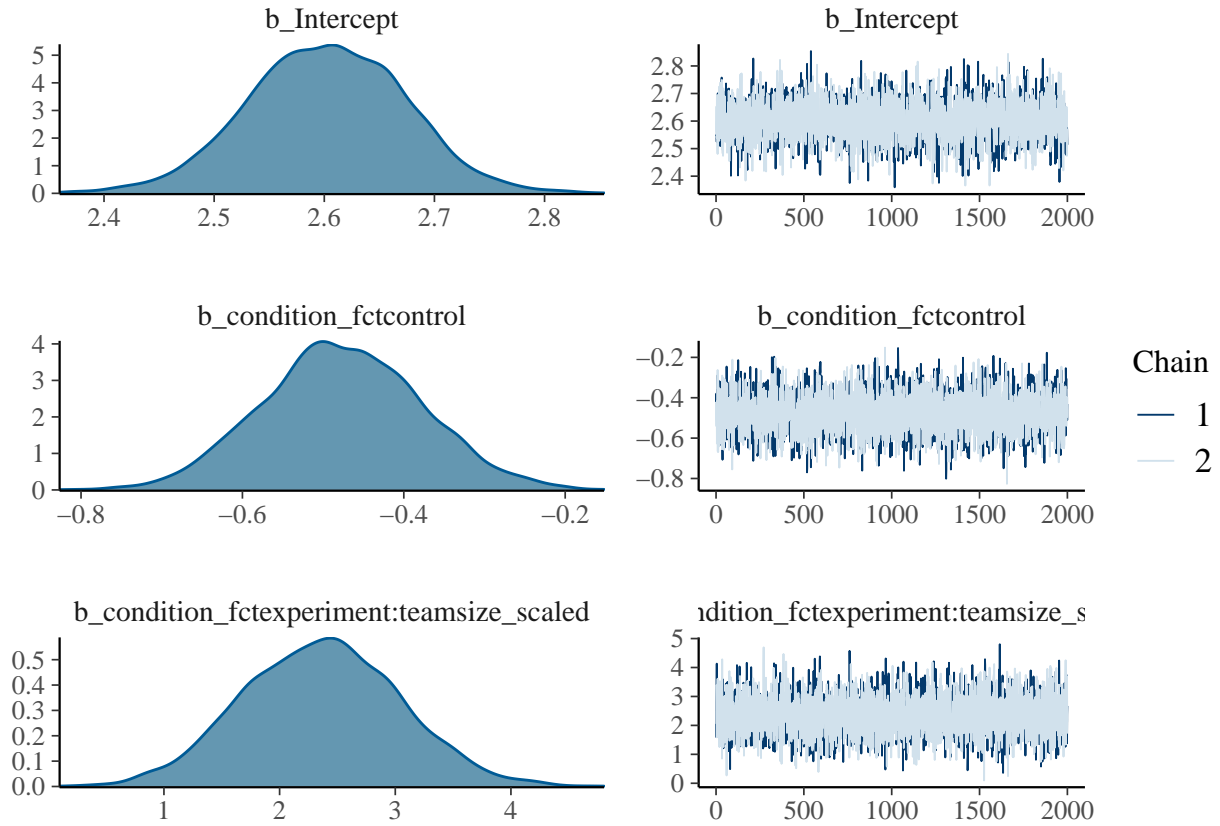 b_Intercept
5
4
3
2
1
0
2.4 2.5 2.6 2.7 2.8
b_Intercept
2.8
2.7
2.6
2.5
2.4
0 500 1000 1500 2000
b_condition_fctcontrol
4
3
2
1
0
−0.8 −0.6 −0.4 −0.2
b_condition_fctcontrol
−0.2
−0.4
−0.6
−0.8
0 500 1000 1500 2000
Chain
1
2
b_condition_fctexperiment:teamsize_scaled
0.5
0.4
0.3
0.2
0.1
0.0
1 2 3 4
ndition_fctexperiment:teamsize_s
5
4
3
2
1
0
0 500 1000 1500 2000